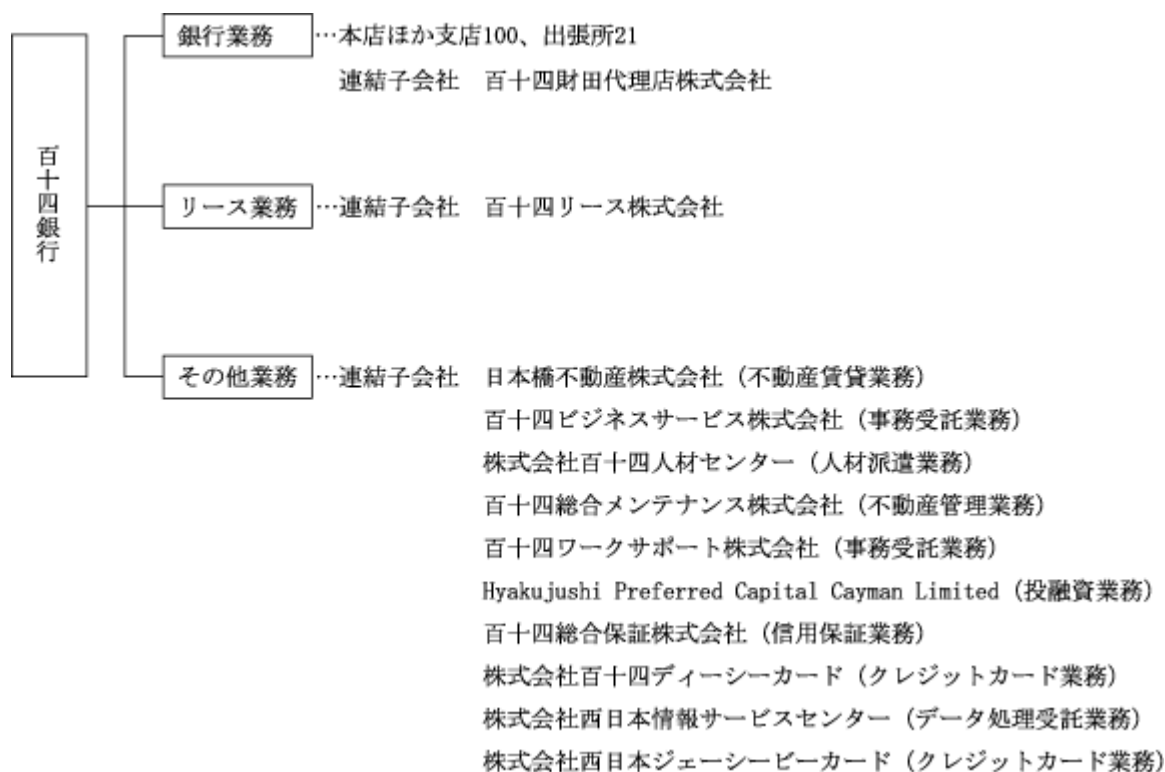 百十四銀行
銀行業務…本店ほか支店100、出張所21
連結子会社 百十四財田代理店株式会社
リース業務…連結子会社 百十四リース株式会社
その他業務…連結子会社 日本橋不動産株式会社（不動産賃貸業務）
百十四ビジネスサービス株式会社（事務受託業務）
株式会社百十四人材センター（人材派遣業務）
百十四総合メンテナンス株式会社（不動産管理業務）
百十四ワークサポート株式会社（事務受託業務）
Hyakujushi Preferred Capital Cayman Limited（投融資業務）
百十四総合保証株式会社（信用保証業務）
株式会社百十四ディーシーカード（クレジットカード業務）
株式会社西日本情報サービスセンター（データ処理受託業務）
株式会社西日本ジェーシービーカード（クレジットカード業務）